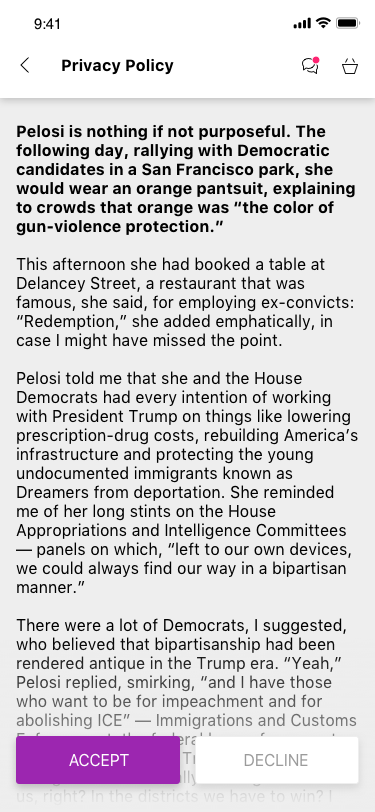 9:41
Privacy Policy
Pelosi is nothing if not purposeful. The
following day, rallying with Democratic
candidates in a San Francisco park, she
would wear an orange pantsuit, explaining
to crowds that orange was “the color of
gun-violence protection.”
This afternoon she had booked a table at
Delancey Street, a restaurant that was
famous, she said, for employing ex-convicts:
“Redemption,” she added emphatically, in
case I might have missed the point.
Pelosi told me that she and the House
Democrats had every intention of working
with President Trump on things like lowering
prescription-drug costs, rebuilding America’s
infrastructure and protecting the young
undocumented immigrants known as
Dreamers from deportation. She reminded
me of her long stints on the House
Appropriations and Intelligence Committees
— panels on which, “left to our own devices,
we could always find our way in a bipartisan
manner.”
There were a lot of Democrats, I suggested,
who believed that bipartisanship had been
rendered antique in the Trump era. “Yeah,”
Pelosi replied, smirking, “and I have those
who want to be for impeachment and for
abolishing ICE” — Immigrations and Customs
ACCEPT
DECLINE
us, right? In the districts we have to win? I